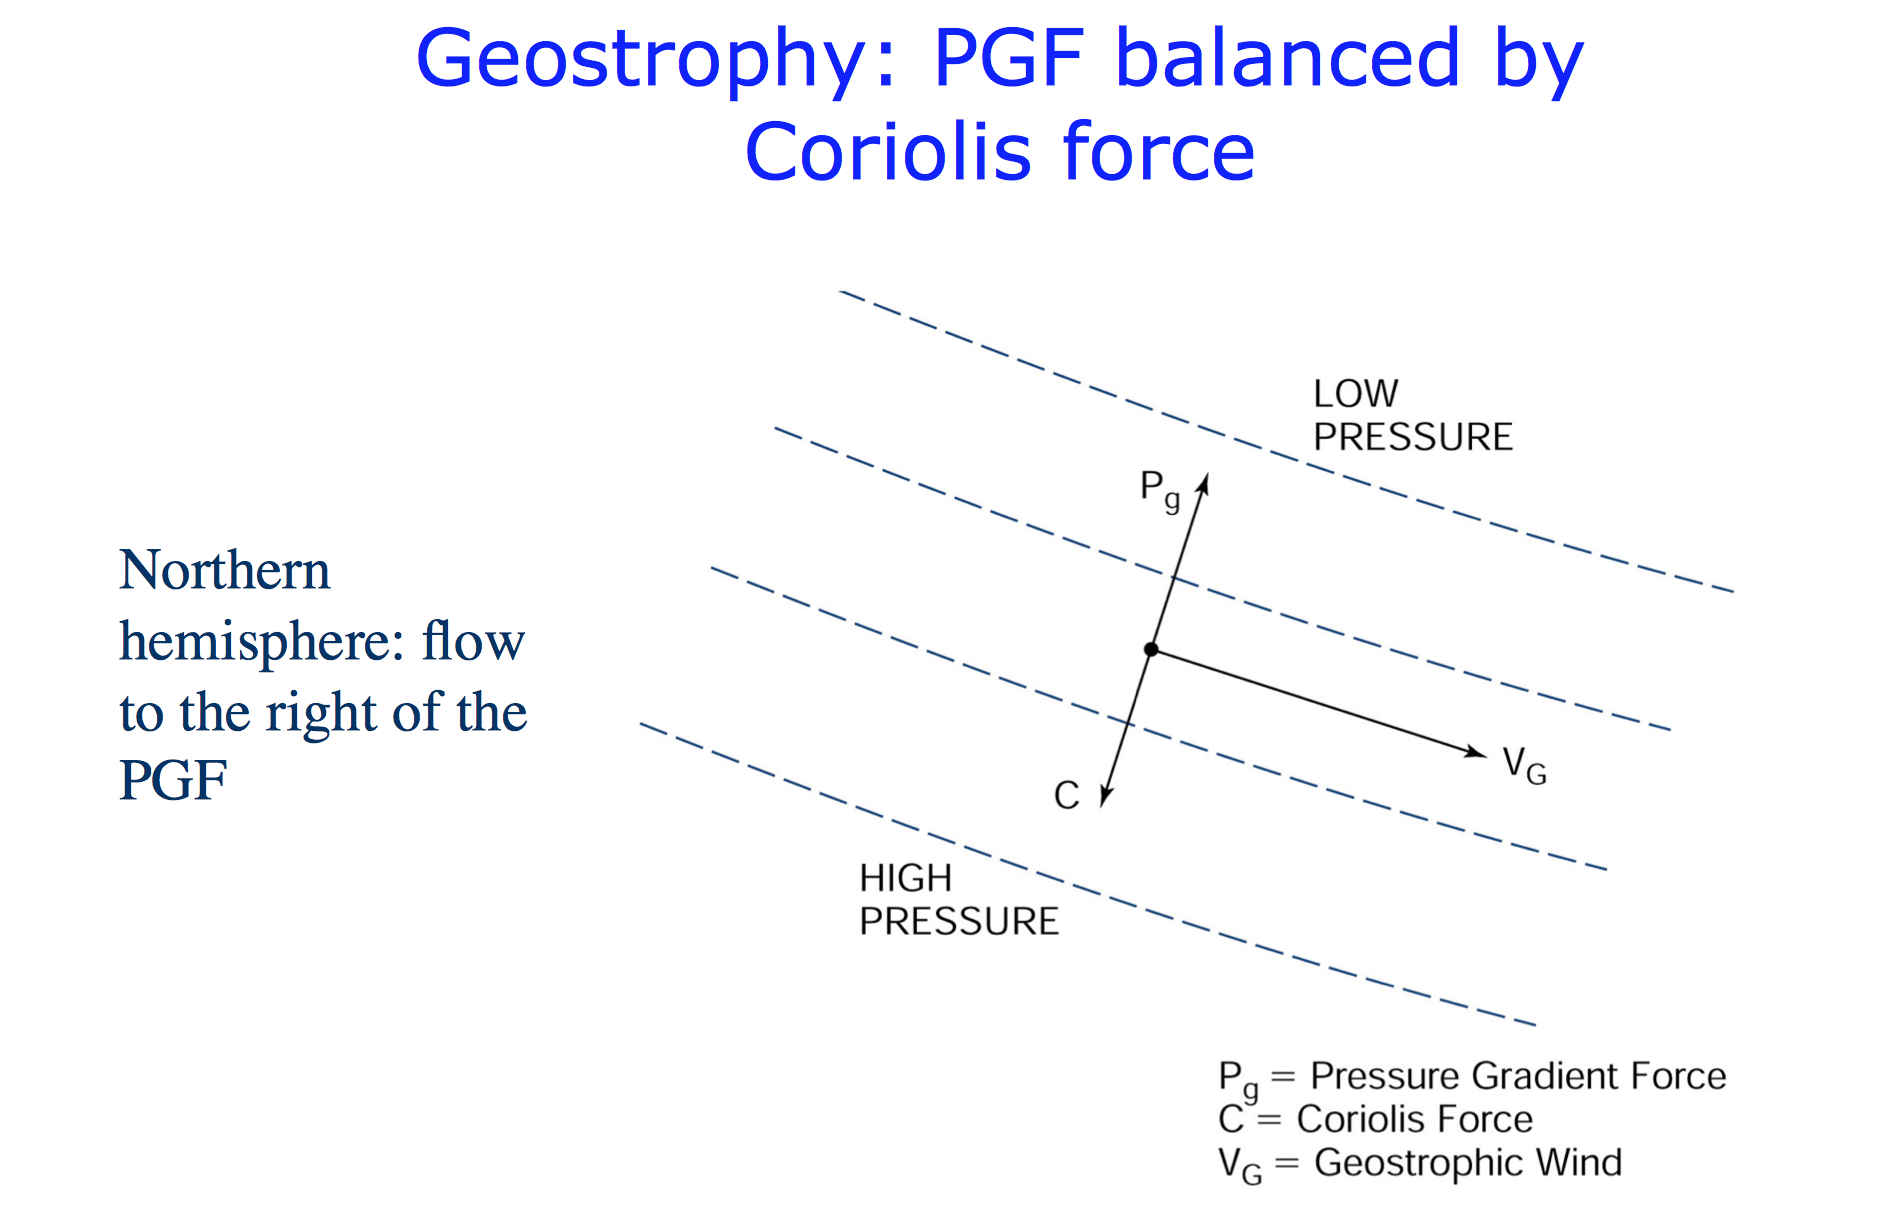 Geostrophy: PGF balanced by
Coriolis force
LOW
PRESSURE
Pg
Northern
hemisphere: flow
to the right of the
PGF
VG
C
HIGH
PRESSURE
Pg = Pressure Gradient Force
C = Coriolis Force
VG = Geostrophic Wind